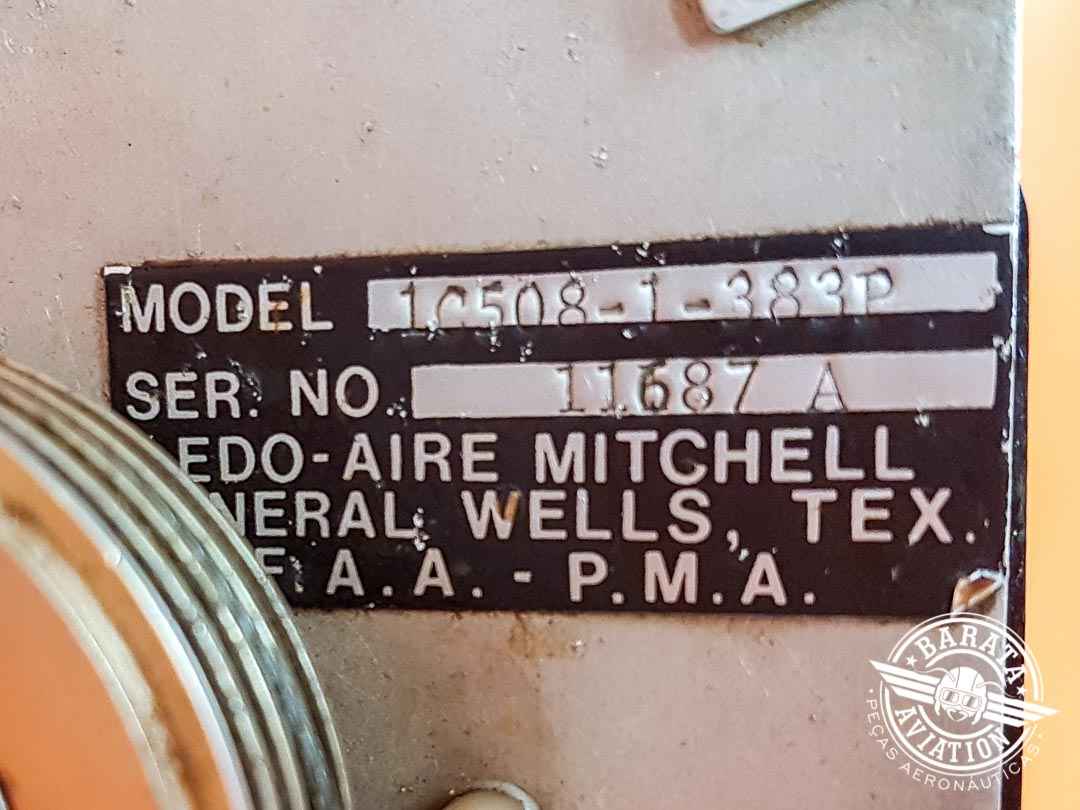 MODEL 1C508-1-383P
SER. NO. 11687 A
EDO-AIRE MITCHELL
NERAL WELLS, TEX.
F.A.A. - P.M.A.
BARATA
AVIATION
PEÇAS AERONÁUTICAS